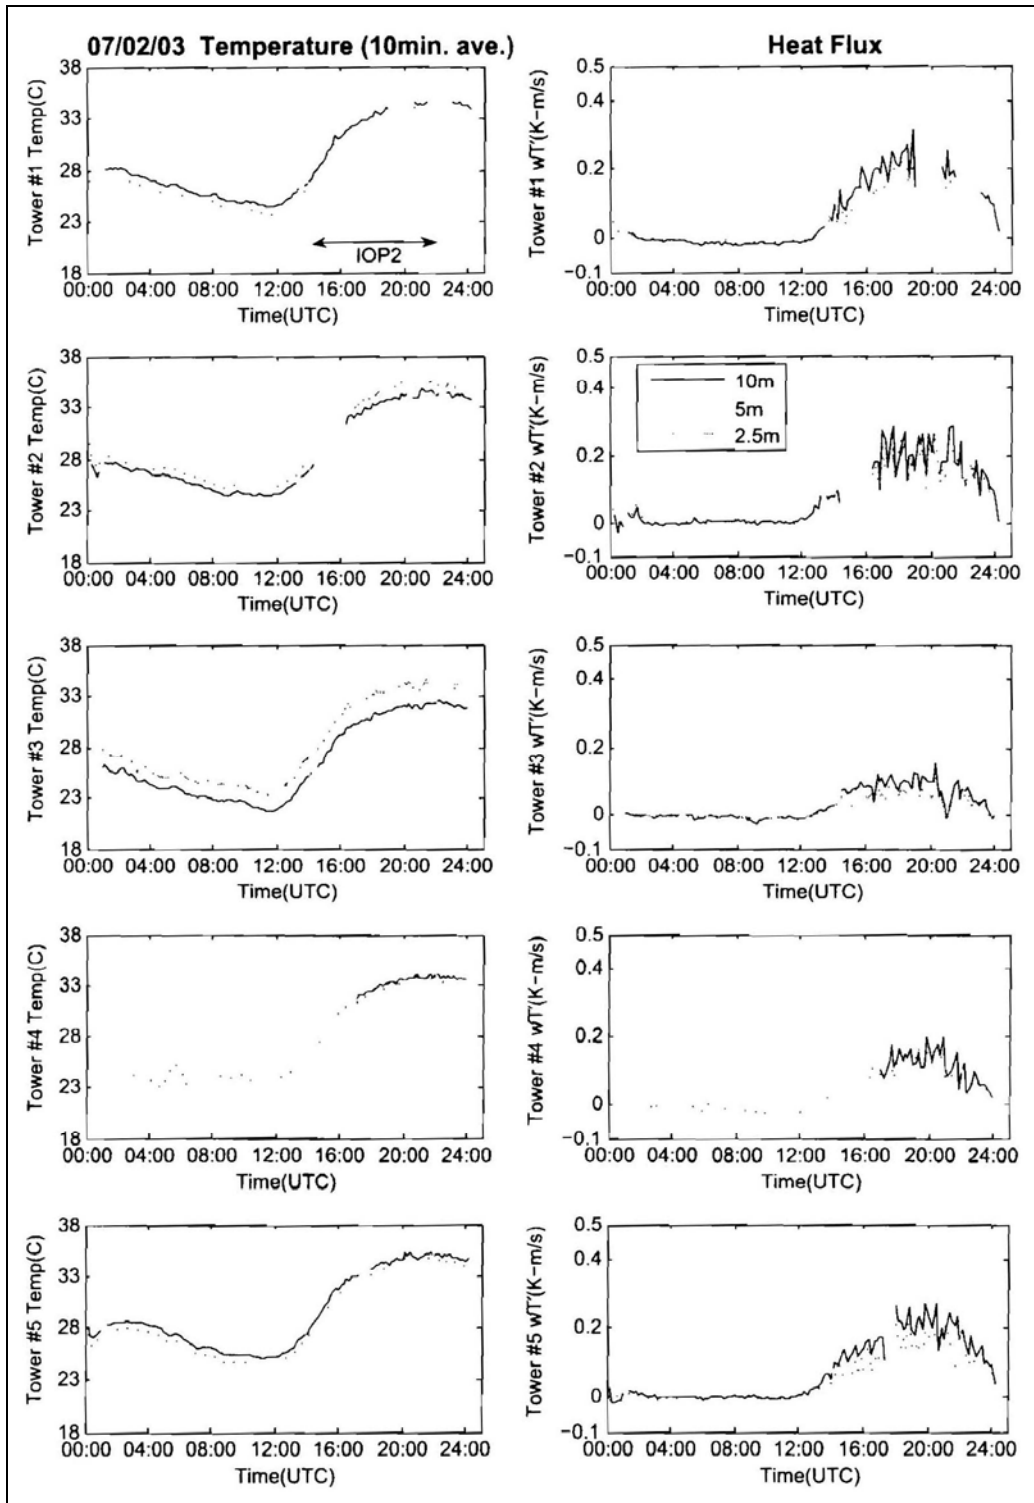 07/02/03 Temperature (10min. ave.)
Heat Flux
Tower #1 Temp(C)
38
33
28
23
18
IOP2
00:00 04:00 08:00 12:00 16:00 20:00 24:00
Time(UTC)
Tower #1 wT'(K-m/s)
0.5
0.4
0.2
0
-0.1
00:00 04:00 08:00 12:00 16:00 20:00 24:00
Time(UTC)
Tower #2 Temp(C)
38
33
28
23
18
00:00 04:00 08:00 12:00 16:00 20:00 24:00
Time(UTC)
Tower #2 wT'(K-m/s)
0.5
0.4
0.2
0
-0.1
10m
5m
2.5m
00:00 04:00 08:00 12:00 16:00 20:00 24:00
Time(UTC)
Tower #3 Temp(C)
38
33
28
23
18
00:00 04:00 08:00 12:00 16:00 20:00 24:00
Time(UTC)
Tower #3 wT'(K-m/s)
0.5
0.4
0.2
0
-0.1
00:00 04:00 08:00 12:00 16:00 20:00 24:00
Time(UTC)
Tower #4 Temp(C)
38
33
28
23
18
00:00 04:00 08:00 12:00 16:00 20:00 24:00
Time(UTC)
Tower #4 wT'(K-m/s)
0.5
0.4
0.2
0
-0.1
00:00 04:00 08:00 12:00 16:00 20:00 24:00
Time(UTC)
Tower #5 Temp(C)
38
33
28
23
18
00:00 04:00 08:00 12:00 16:00 20:00 24:00
Time(UTC)
Tower #5 wT'(K-m/s)
0.5
0.4
0.2
0
-0.1
00:00 04:00 08:00 12:00 16:00 20:00 24:00
Time(UTC)